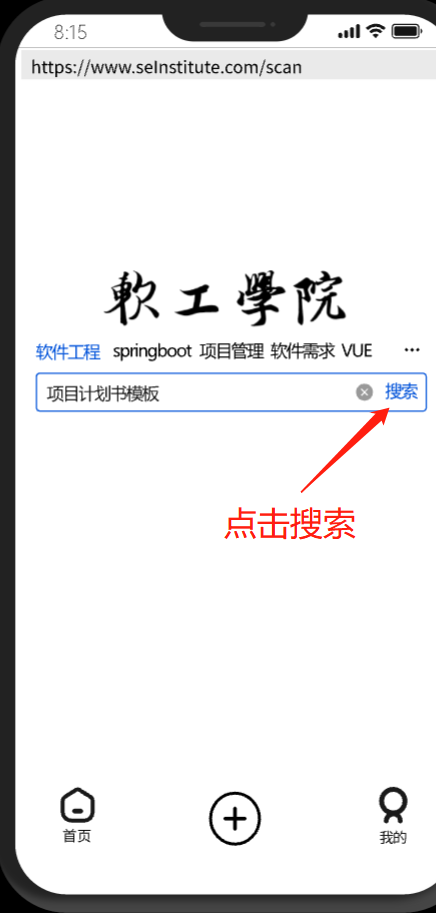 8:15
https://www.seInstitute.com/scan
軟工學院
软件工程 springboot 项目管理 软件需求 VUE ···
项目计划书模板 搜索
点击搜索
首页 我的